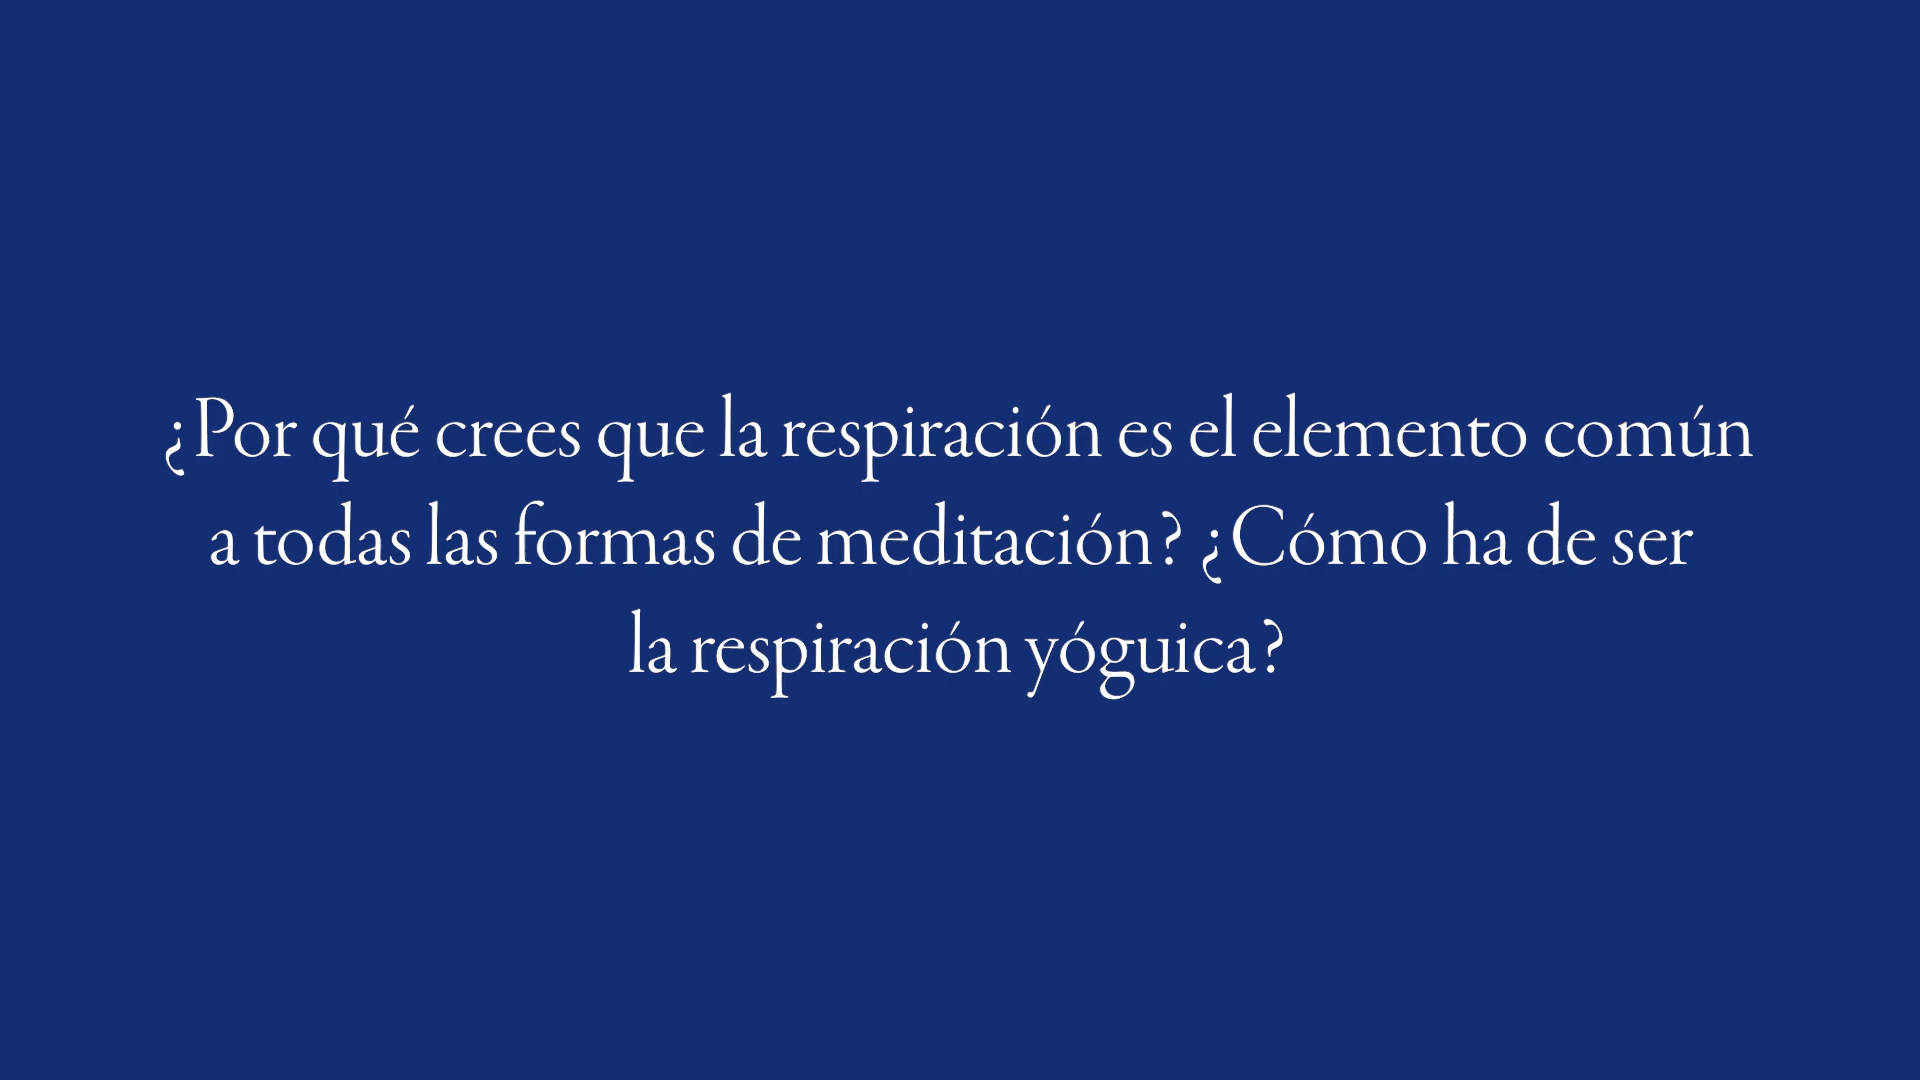 ¿Por qué crees que la respiración es el elemento común
a todas las formas de meditación? ¿Cómo ha de ser
la respiración yóguica?